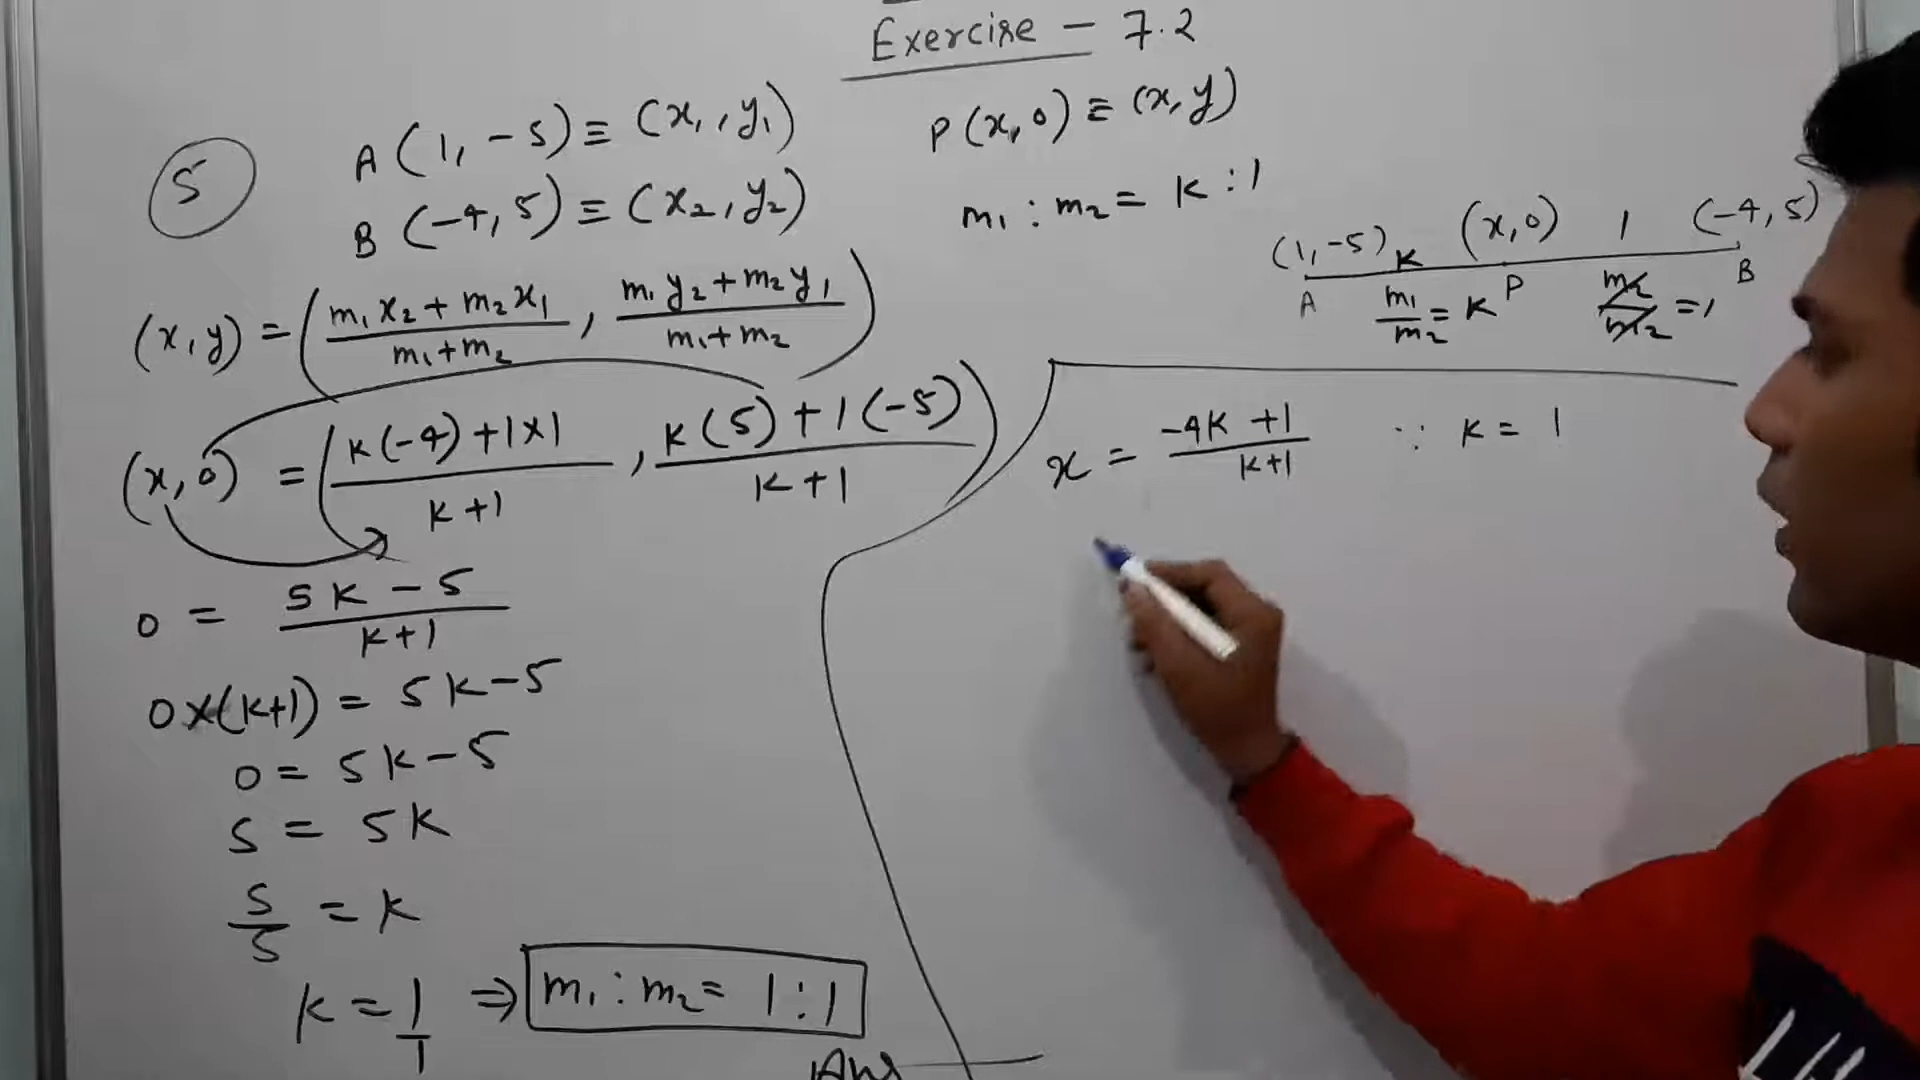 Exercise - 7.2
5
A (1, -5) ≡ (x₁, y₁)
B (-4, 5) ≡ (x₂, y₂)
P (x, 0) ≡ (x, y)
m₁ : m₂ = K : 1
(1, -5) K (x, 0) 1 (-4, 5)
A P B
m₁/m₂ = K m₂/m₂ = 1
(x, y) = ( (m₁x₂ + m₂x₁)/(m₁+m₂) , (m₁y₂ + m₂y₁)/(m₁+m₂) )
(x, 0) = ( (K(-4) + 1×1)/(K+1) , (K(5) + 1(-5))/(K+1) )
0 = (5K - 5)/(K+1)
0×(K+1) = 5K-5
0 = 5K-5
5 = 5K
5/5 = K
K = 1/1 ⇒ m₁ : m₂ = 1 : 1
Ans
x = (-4K + 1)/(K+1) ∵ K = 1